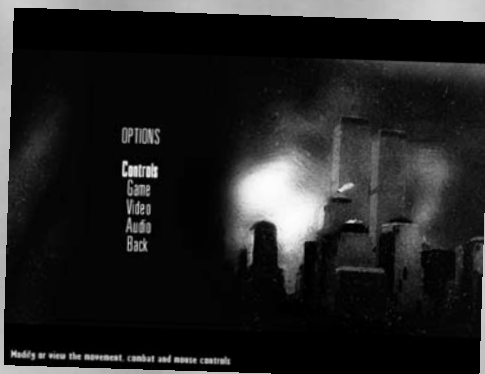 OPTIONS
Controls
Game
Video
Audio
Back
Modify or view the movement, combat and mouse controls